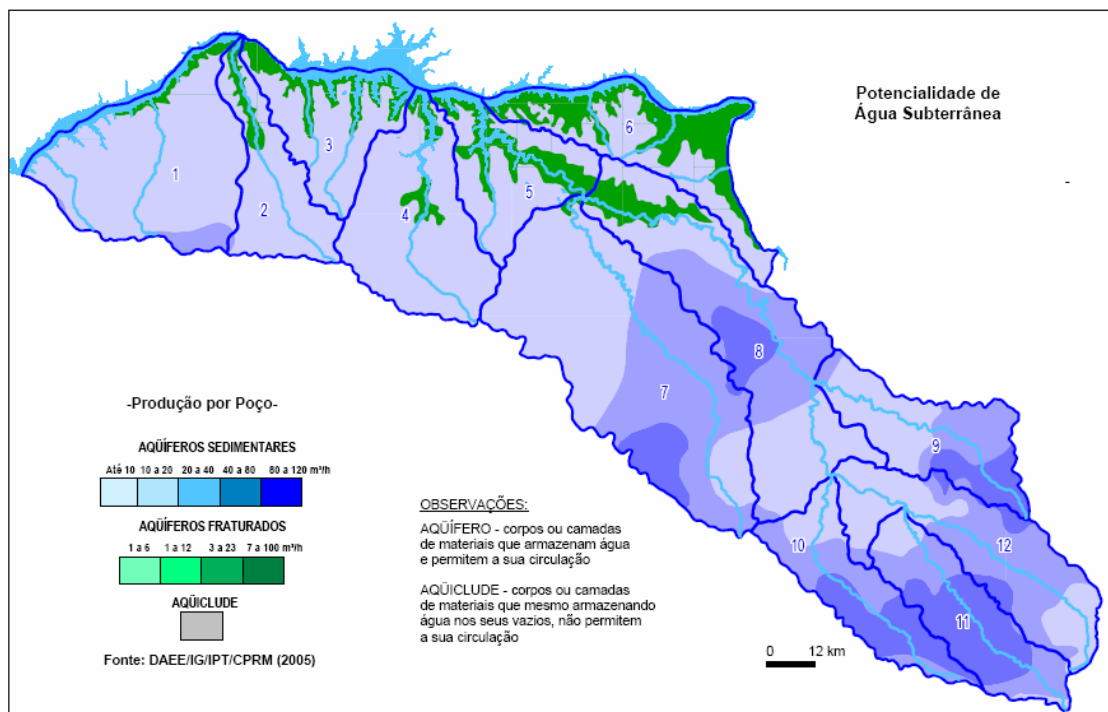 Potencialidade de
Água Subterrânea
-
1
2
3
4
5
6
7
8
9
10
11
12
-Produção por Poço-
AQÜÍFEROS SEDIMENTARES
Até 10 10 a 20 20 a 40 40 a 80 80 a 120 m³/h
AQÜÍFEROS FRATURADOS
1 a 6 1 a 12 3 a 23 7 a 100 m³/h
AQÜICLUDE
Fonte: DAEE/IG/IPT/CPRM (2005)
OBSERVAÇÕES:
AQÜÍFERO - corpos ou camadas
de materiais que armazenam água
e permitem a sua circulação
AQÜICLUDE - corpos ou camadas
de materiais que mesmo armazenando
água nos seus vazios, não permitem
a sua circulação
0 12 km